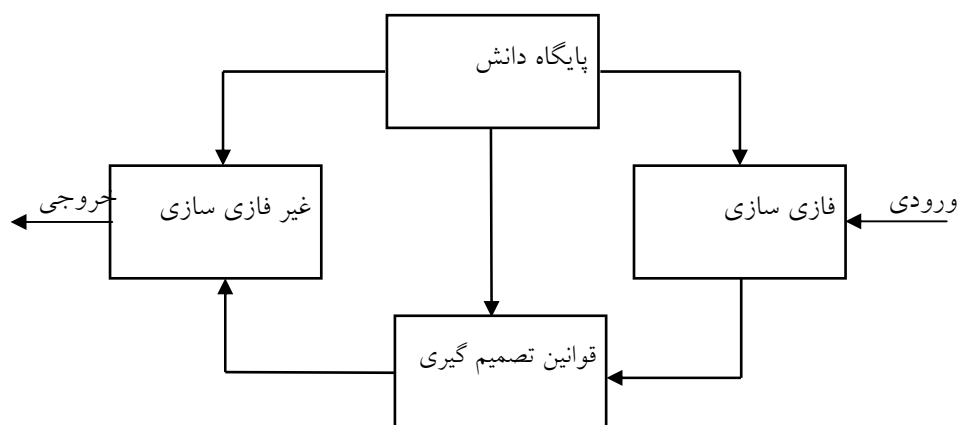 پایگاه دانش
ورودی
فازی سازی
غیر فازی سازی
خروجی
قوانین تصمیم گیری